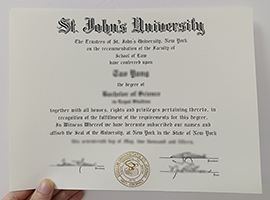 St. John's University
The Trustees of St. John's University, New York
on the recommendation of the Faculty of
School of Law
have conferred upon
Tao Yang
the degree of
Bachelor of Science
in Legal Studies
together with all honors, rights and privileges pertaining thereto, in
recognition of the fulfillment of the requirements for this degree.
In Witness Whereof we have hereunto subscribed our names and
affixed the Seal of the University, at New York in the State of New York